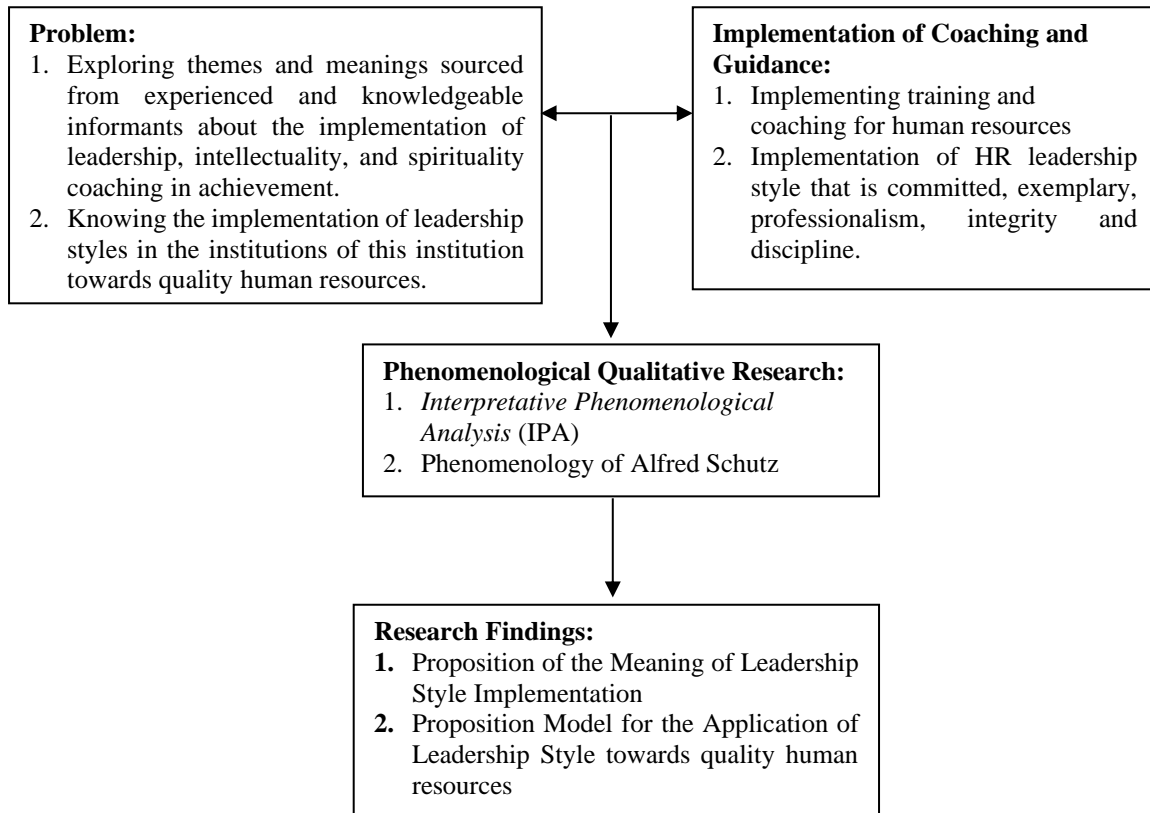 Problem:
1. Exploring themes and meanings sourced
from experienced and knowledgeable
informants about the implementation of
leadership, intellectuality, and spirituality
coaching in achievement.
2. Knowing the implementation of leadership
styles in the institutions of this institution
towards quality human resources.
Implementation of Coaching and
Guidance:
1. Implementing training and
coaching for human resources
2. Implementation of HR leadership
style that is committed, exemplary,
professionalism, integrity and
discipline.
Phenomenological Qualitative Research:
1. Interpretative Phenomenological
Analysis (IPA)
2. Phenomenology of Alfred Schutz
Research Findings:
1. Proposition of the Meaning of Leadership
Style Implementation
2. Proposition Model for the Application of
Leadership Style towards quality human
resources